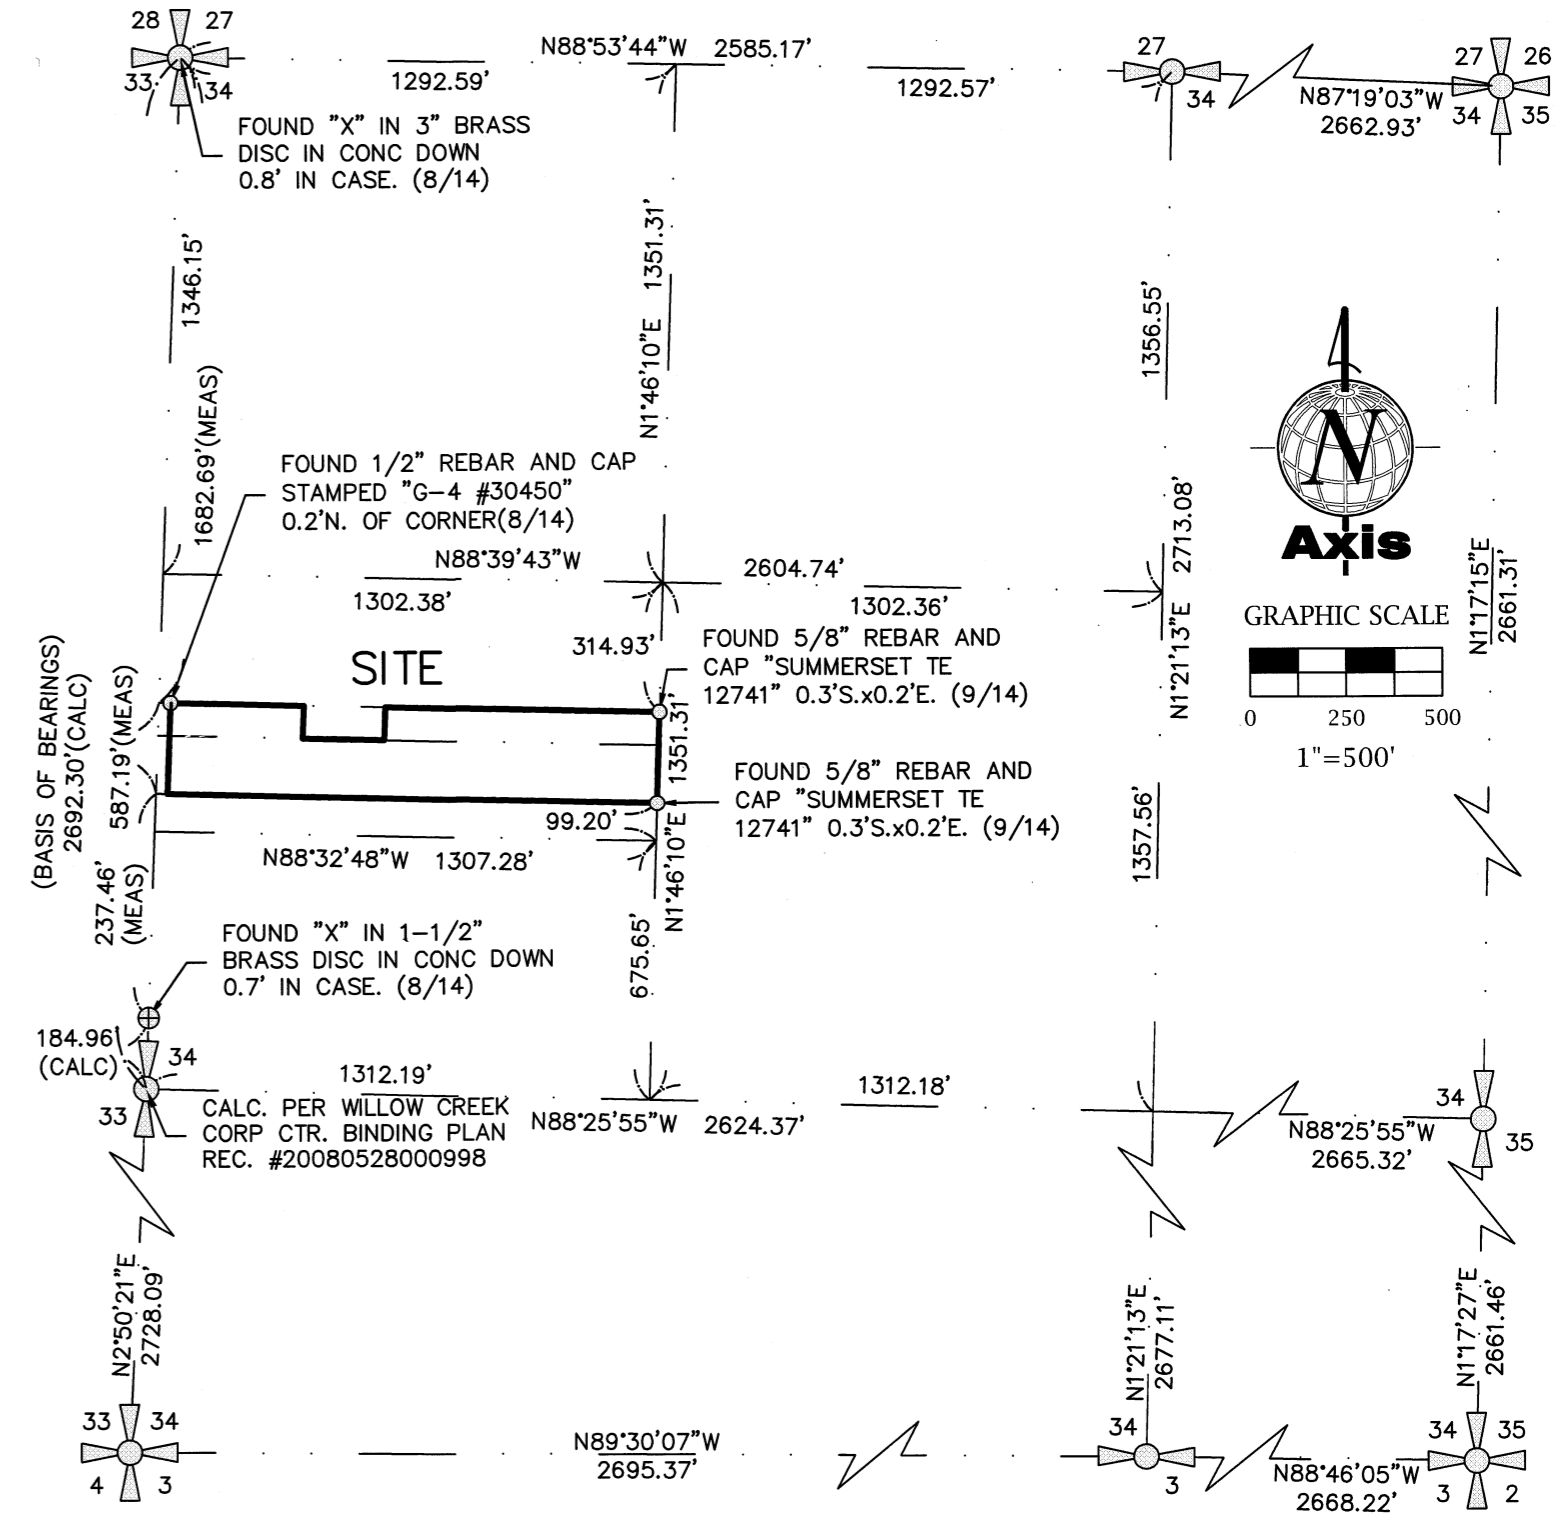 28 27
33 34
N88°53'44"W 2585.17'
1292.59'
1292.57'
27
34
27 26
34 35
N87°19'03"W
2662.93'
FOUND "X" IN 3" BRASS
DISC IN CONC DOWN
0.8' IN CASE. (8/14)
1346.15'
1682.69'(MEAS)
N1°46'10"E 1351.31'
1356.55'
N1°21'13"E 2713.08'
N1°17'15"E
2661.31'
N
Axis
GRAPHIC SCALE
0 250 500
1"=500'
FOUND 1/2" REBAR AND CAP
STAMPED "G-4 #30450"
0.2'N. OF CORNER(8/14)
N88°39'43"W
2604.74'
1302.38'
1302.36'
314.93'
SITE
FOUND 5/8" REBAR AND
CAP "SUMMERSET TE
12741" 0.3'S.x0.2'E. (9/14)
1351.31'
FOUND 5/8" REBAR AND
CAP "SUMMERSET TE
12741" 0.3'S.x0.2'E. (9/14)
(BASIS OF BEARINGS)
2692.30'(CALC)
587.19'(MEAS)
237.46'
(MEAS)
99.20'
N88°32'48"W 1307.28'
N1°46'10"E
675.65'
1357.56'
FOUND "X" IN 1-1/2"
BRASS DISC IN CONC DOWN
0.7' IN CASE. (8/14)
184.96'
(CALC)
34
33
1312.19'
1312.18'
CALC. PER WILLOW CREEK
CORP CTR. BINDING PLAN
REC. #20080528000998
N88°25'55"W 2624.37'
N88°25'55"W
2665.32'
34
35
N2°50'21"E
2728.09'
N1°21'13"E
2677.11'
N1°17'27"E
2661.46'
33 34
4 3
N89°30'07"W
2695.37'
34
3
N88°46'05"W
2668.22'
34 35
3 2